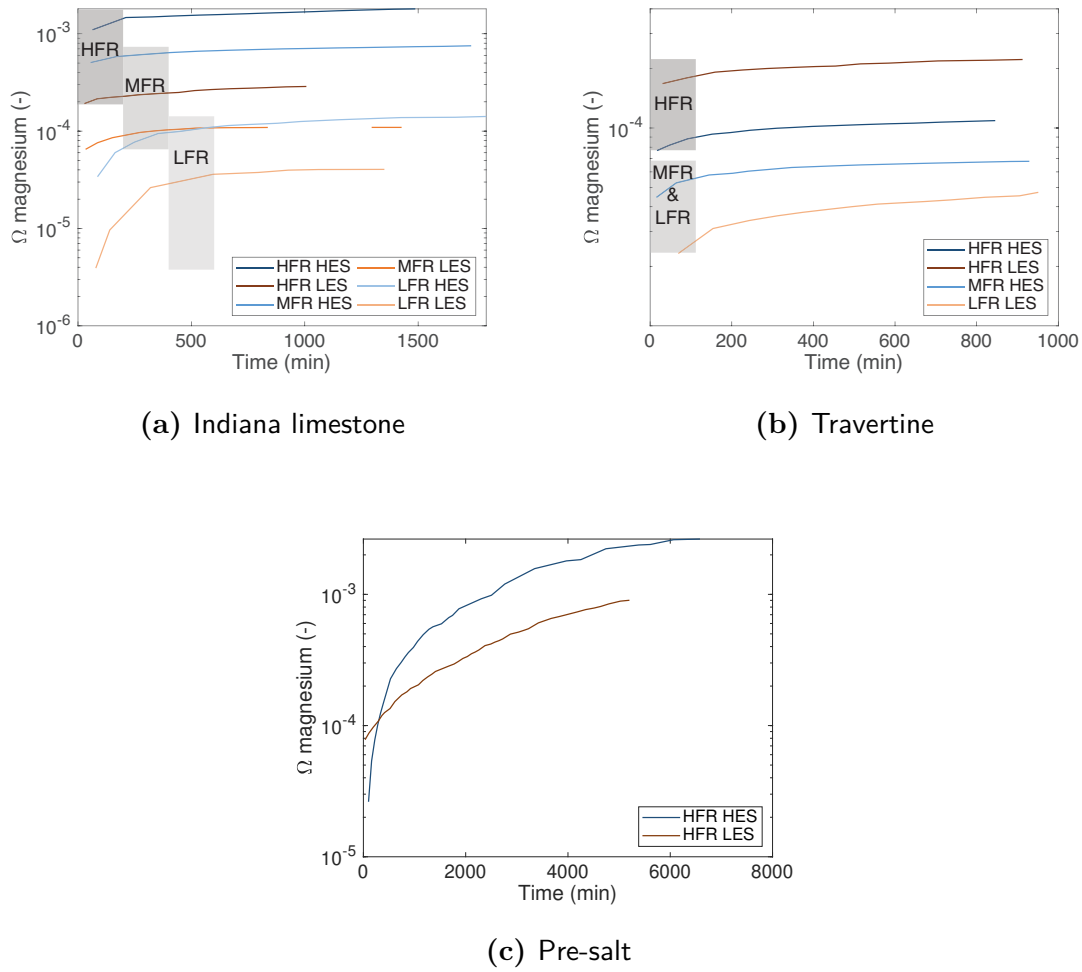 10^-3
10^-4
10^-5
10^-6
Ω magnesium (-)
HFR
MFR
LFR
HFR HES
MFR LES
HFR LES
LFR HES
MFR HES
LFR LES
0
500
1000
1500
Time (min)
(a) Indiana limestone
10^-4
Ω magnesium (-)
HFR
MFR
&
LFR
HFR HES
HFR LES
MFR HES
LFR LES
0
200
400
600
800
1000
Time (min)
(b) Travertine
10^-3
10^-4
10^-5
Ω magnesium (-)
HFR HES
HFR LES
0
2000
4000
6000
8000
Time (min)
(c) Pre-salt